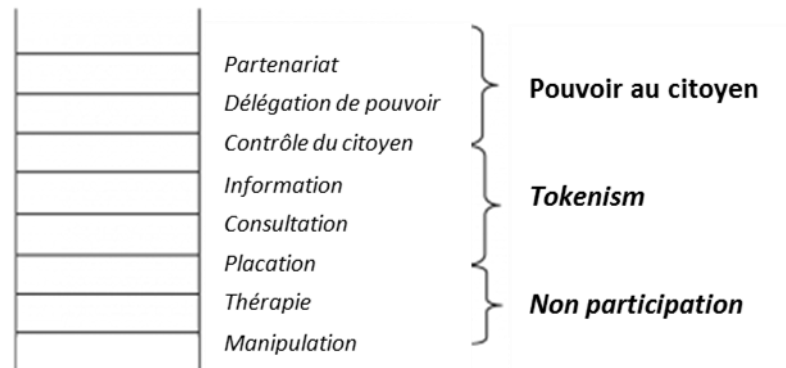 Partenariat
Délégation de pouvoir
Contrôle du citoyen
Information
Consultation
Placation
Thérapie
Manipulation
Pouvoir au citoyen
Tokenism
Non participation